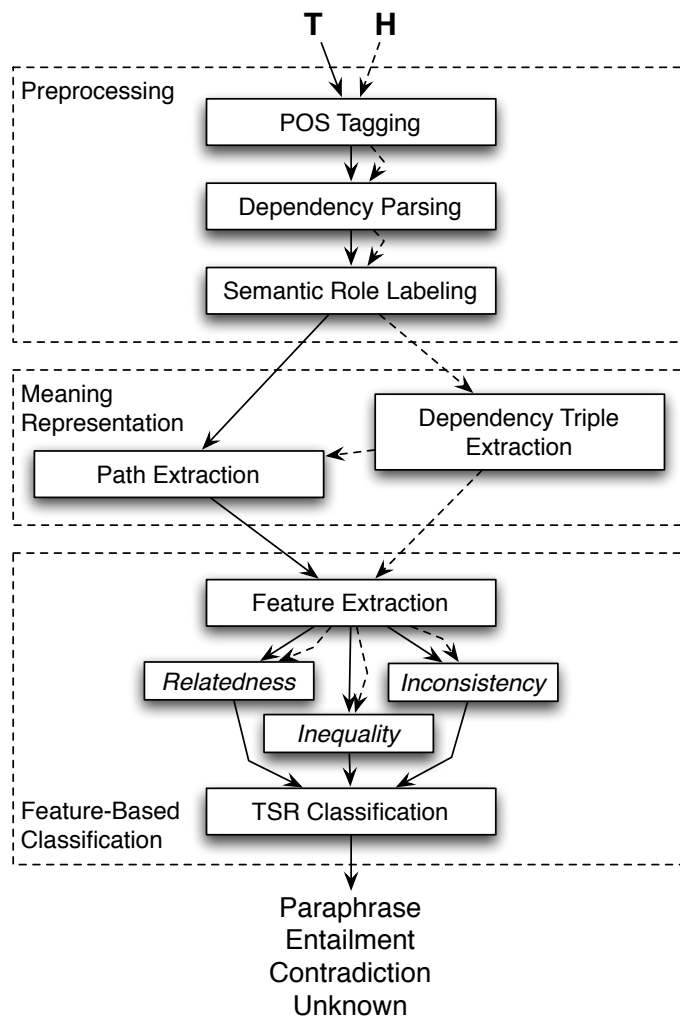 T H
Preprocessing
POS Tagging
Dependency Parsing
Semantic Role Labeling
Meaning
Representation
Dependency Triple
Extraction
Path Extraction
Feature Extraction
Relatedness
Inconsistency
Inequality
TSR Classification
Feature-Based
Classification
Paraphrase
Entailment
Contradiction
Unknown